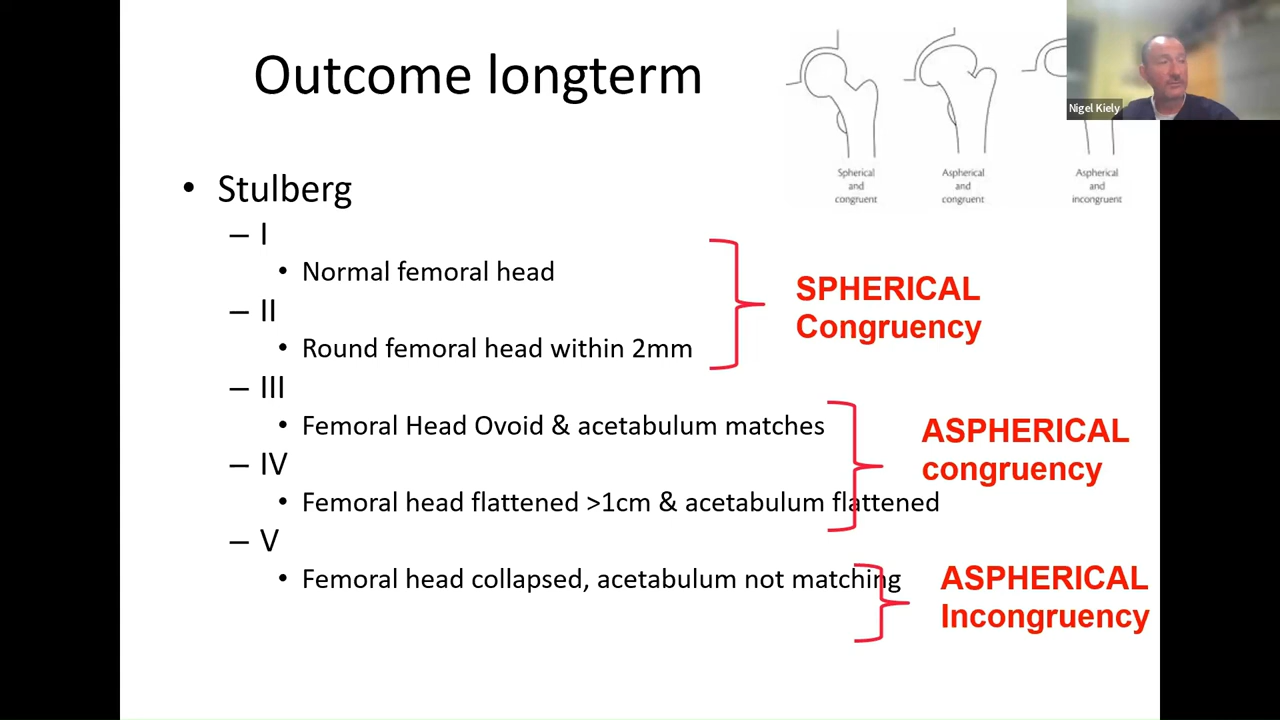 Outcome longterm
Nigel Kiely
Spherical
and
congruent
Aspherical
and
congruent
Aspherical
and
incongruent
• Stulberg
– I
• Normal femoral head
– II
• Round femoral head within 2mm
SPHERICAL
Congruency
– III
• Femoral Head Ovoid & acetabulum matches
– IV
• Femoral head flattened >1cm & acetabulum flattened
ASPHERICAL
congruency
– V
• Femoral head collapsed, acetabulum not matching
ASPHERICAL
Incongruency